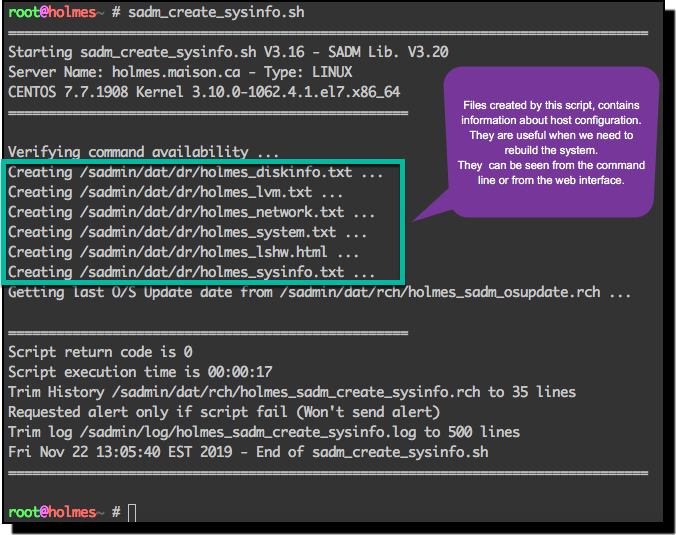 root@holmes~ # sadm_create_sysinfo.sh
Starting sadm_create_sysinfo.sh V3.16 - SADM Lib. V3.20
Server Name: holmes.maison.ca - Type: LINUX
CENTOS 7.7.1908 Kernel 3.10.0-1062.4.1.el7.x86_64
Files created by this script, contains
information about host configuration.
They are useful when we need to
rebuild the system.
They can be seen from the command
line or from the web interface.
Verifying command availability ...
Creating /sadmin/dat/dr/holmes_diskinfo.txt ...
Creating /sadmin/dat/dr/holmes_lvm.txt ...
Creating /sadmin/dat/dr/holmes_network.txt ...
Creating /sadmin/dat/dr/holmes_system.txt ...
Creating /sadmin/dat/dr/holmes_lshw.html ...
Creating /sadmin/dat/dr/holmes_sysinfo.txt ...
Getting last O/S Update date from /sadmin/dat/rch/holmes_sadm_osupdate.rch ...
Script return code is 0
Script execution time is 00:00:17
Trim History /sadmin/dat/rch/holmes_sadm_create_sysinfo.rch to 35 lines
Requested alert only if script fail (Won't send alert)
Trim log /sadmin/log/holmes_sadm_create_sysinfo.log to 500 lines
Fri Nov 22 13:05:40 EST 2019 - End of sadm_create_sysinfo.sh
root@holmes~ #